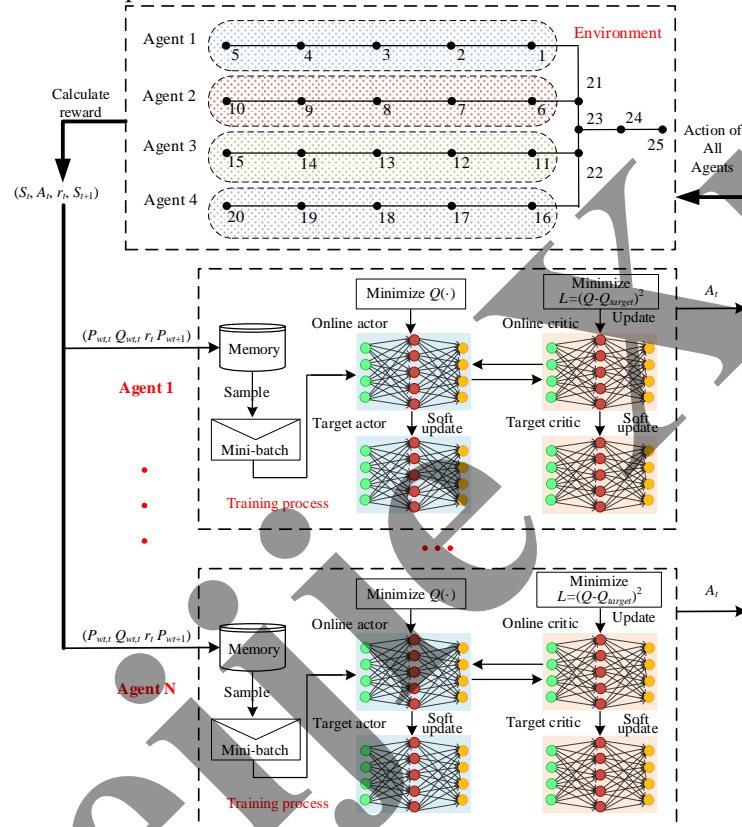 Agent 1
5 4 3 2 1
Environment
Agent 2
10 9 8 7 6
21
23 24
25
Agent 3
15 14 13 12 11
22
Agent 4
20 19 18 17 16
Calculate
reward
(St, At, rt, St+1)
Action of
All
Agents
Minimize Q(·)
Minimize
L=(Q-Qtarget)²
Update
At
(Pwt,t Qwt,t rt Pwt+1)
Memory
Online actor
Online critic
Agent 1
Sample
Mini-batch
Target actor
Soft
update
Target critic
Soft
update
Training process
Minimize Q(·)
Minimize
L=(Q-Qtarget)²
Update
At
(Pwt,t Qwt,t rt Pwt+1)
Memory
Online actor
Online critic
Agent N
Sample
Mini-batch
Target actor
Soft
update
Target critic
Soft
update
Training process